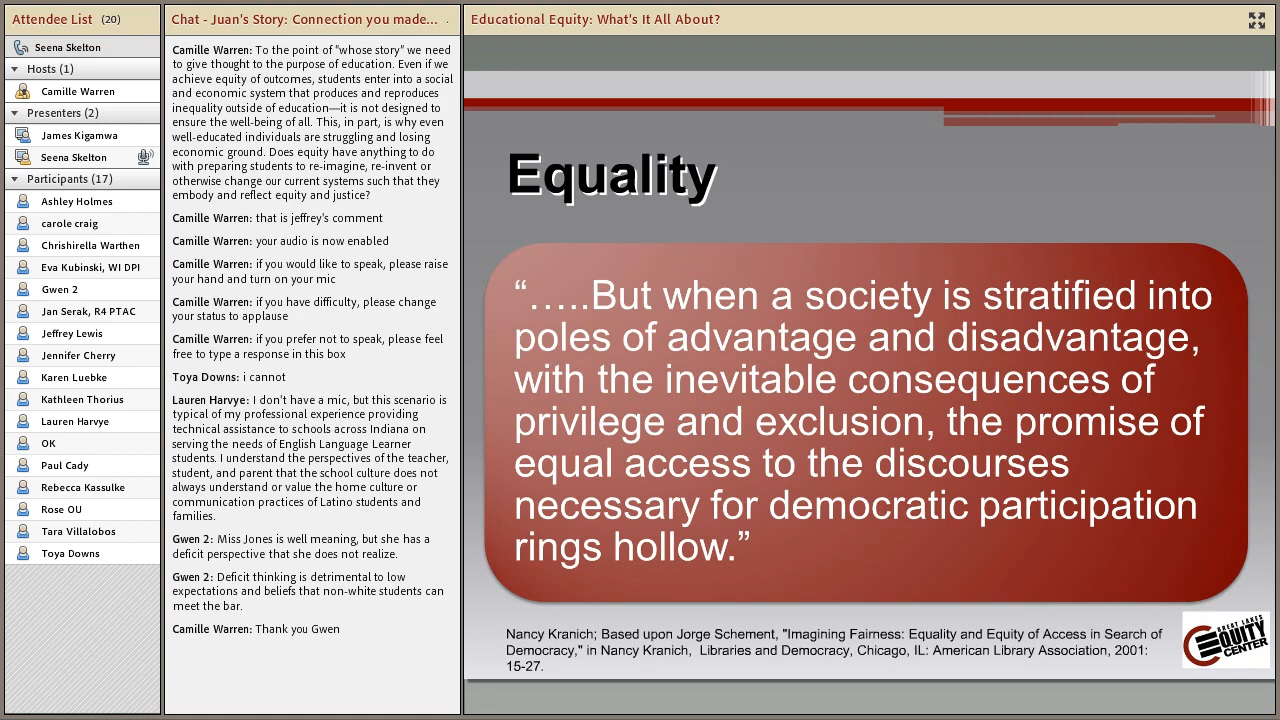 Attendee List (20)
Seena Skelton
Hosts (1)
Camille Warren
Presenters (2)
James Kigamwa
Seena Skelton
Participants (17)
Ashley Holmes
carole craig
Chrishirella Warthen
Eva Kubinski, WI DPI
Gwen 2
Jan Serak, R4 PTAC
Jeffrey Lewis
Jennifer Cherry
Karen Luebke
Kathleen Thorius
Lauren Harvye
OK
Paul Cady
Rebecca Kassulke
Rose OU
Tara Villalobos
Toya Downs
Chat - Juan's Story: Connection you made...
Camille Warren: To the point of "whose story" we need
to give thought to the purpose of education. Even if we
achieve equity of outcomes, students enter into a social
and economic system that produces and reproduces
inequality outside of education—it is not designed to
ensure the well-being of all. This, in part, is why even
well-educated individuals are struggling and losing
economic ground. Does equity have anything to do
with preparing students to re-imagine, re-invent or
otherwise change our current systems such that they
embody and reflect equity and justice?
Camille Warren: that is jeffrey's comment
Camille Warren: your audio is now enabled
Camille Warren: if you would like to speak, please raise
your hand and turn on your mic
Camille Warren: if you have difficulty, please change
your status to applause
Camille Warren: if you prefer not to speak, please feel
free to type a response in this box
Toya Downs: i cannot
Lauren Harvye: I don't have a mic, but this scenario is
typical of my professional experience providing
technical assistance to schools across Indiana on
serving the needs of English Language Learner
students. I understand the perspectives of the teacher,
student, and parent that the school culture does not
always understand or value the home culture or
communication practices of Latino students and
families.
Gwen 2: Miss Jones is well meaning, but she has a
deficit perspective that she does not realize.
Gwen 2: Deficit thinking is detrimental to low
expectations and beliefs that non-white students can
meet the bar.
Camille Warren: Thank you Gwen
Educational Equity: What's It All About?
Equality
“…..But when a society is stratified into
poles of advantage and disadvantage,
with the inevitable consequences of
privilege and exclusion, the promise of
equal access to the discourses
necessary for democratic participation
rings hollow.”
Nancy Kranich; Based upon Jorge Schement, "Imagining Fairness: Equality and Equity of Access in Search of
Democracy," in Nancy Kranich, Libraries and Democracy, Chicago, IL: American Library Association, 2001:
15-27.
GREAT LAKES
EQUITY
CENTER